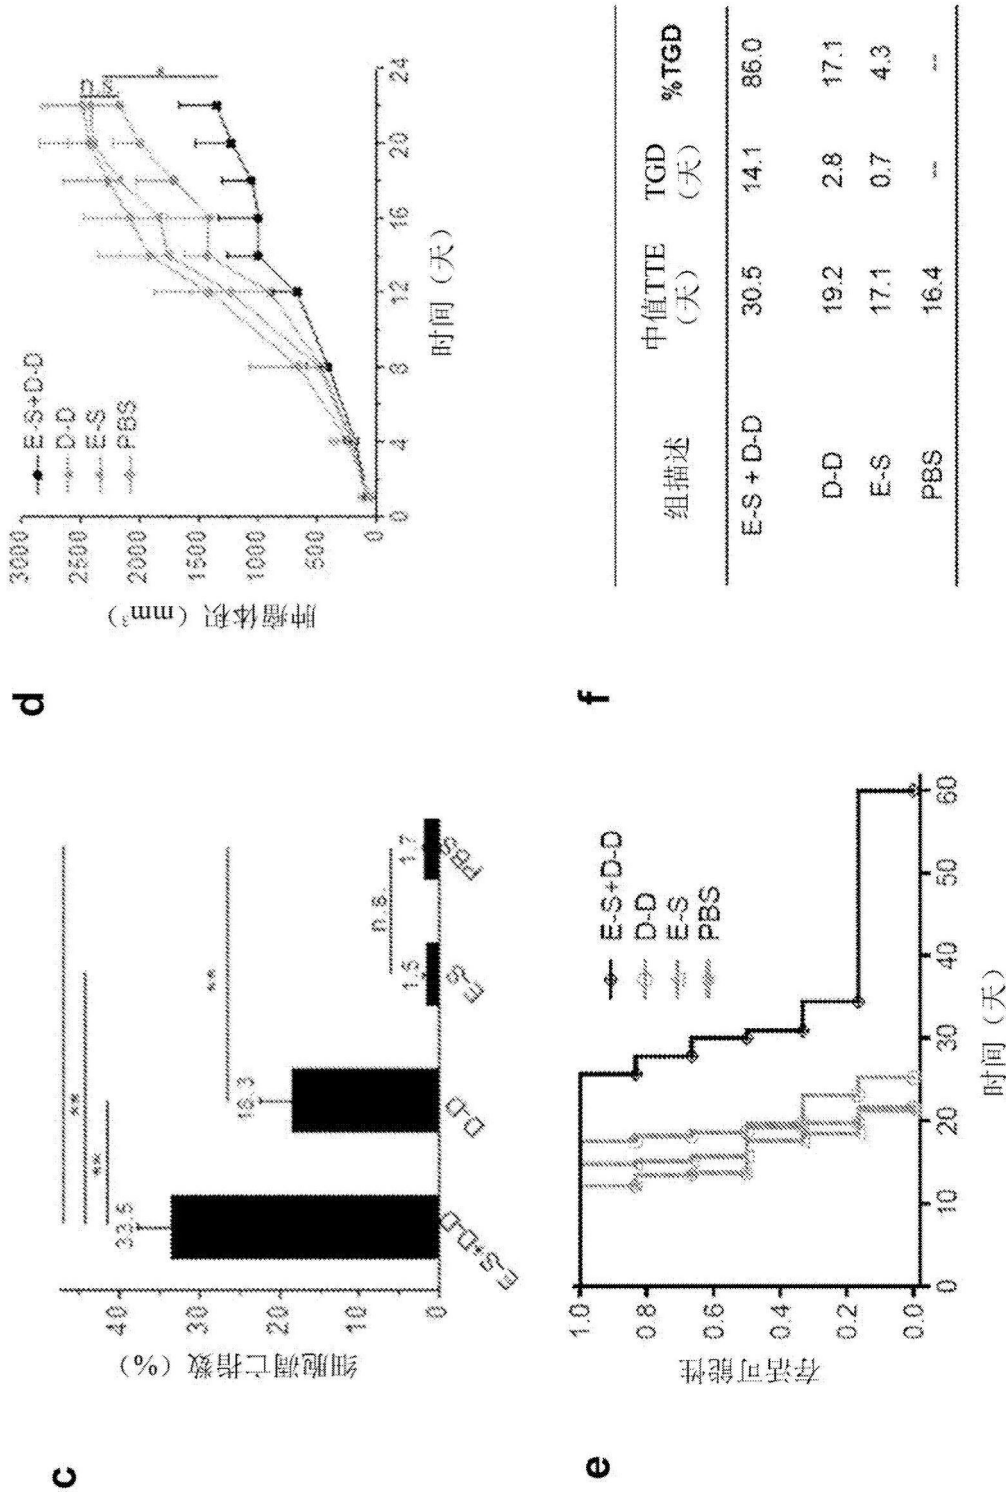 c
细胞凋亡指数（%）
40
30
20
10
0
33.5
18.3
1.5
1.7
**
**
**
n.s.
E-S+D-D
D-D
E-S
PBS
d
肿瘤体积（mm³）
3000
2500
2000
1500
1000
500
0
E-S+D-D
D-D
E-S
PBS
*
0 4 8 12 16 20 24
时间（天）
e
存活可能性
1.0
0.8
0.6
0.4
0.2
0.0
E-S+D-D
D-D
E-S
PBS
0 10 20 30 40 50 60
时间（天）
f
组描述 中值TTE（天） TGD（天） %TGD
E-S + D-D 30.5 14.1 86.0
D-D 19.2 2.8 17.1
E-S 17.1 0.7 4.3
PBS 16.4 -- --